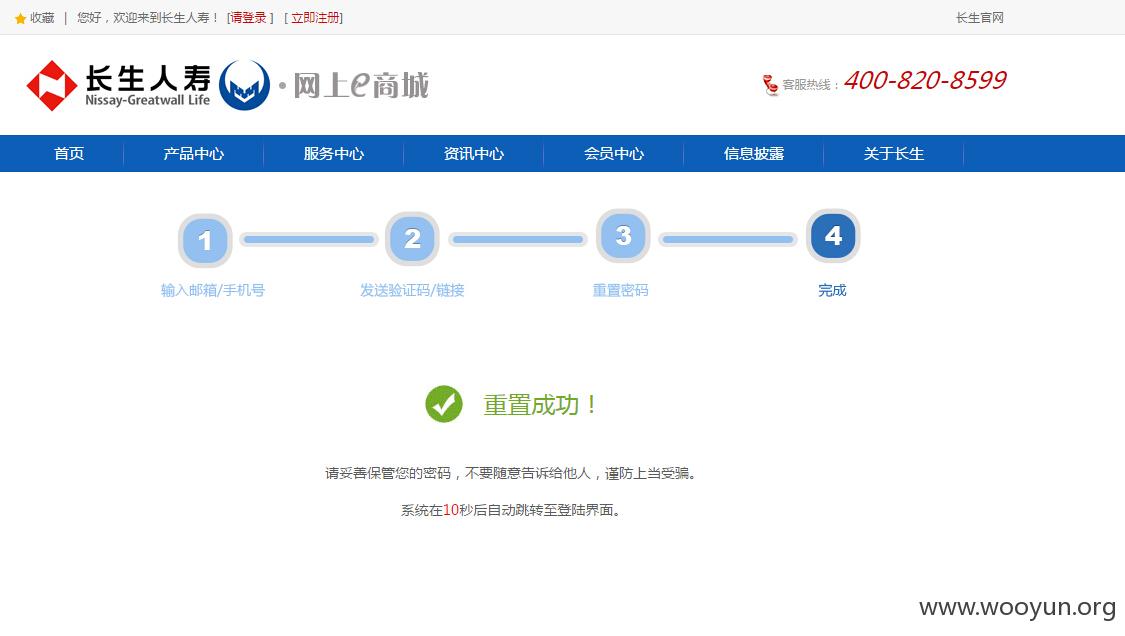 收藏 | 您好，欢迎来到长生人寿！ [请登录 ] [ 立即注册]
长生官网
长生人寿
Nissay-Greatwall Life
·网上e商城
客服热线：400-820-8599
首页 产品中心 服务中心 资讯中心 会员中心 信息披露 关于长生
1 2 3 4
输入邮箱/手机号 发送验证码/链接 重置密码 完成
重置成功！
请妥善保管您的密码，不要随意告诉给他人，谨防上当受骗。
系统在10秒后自动跳转至登陆界面。
www.wooyun.org